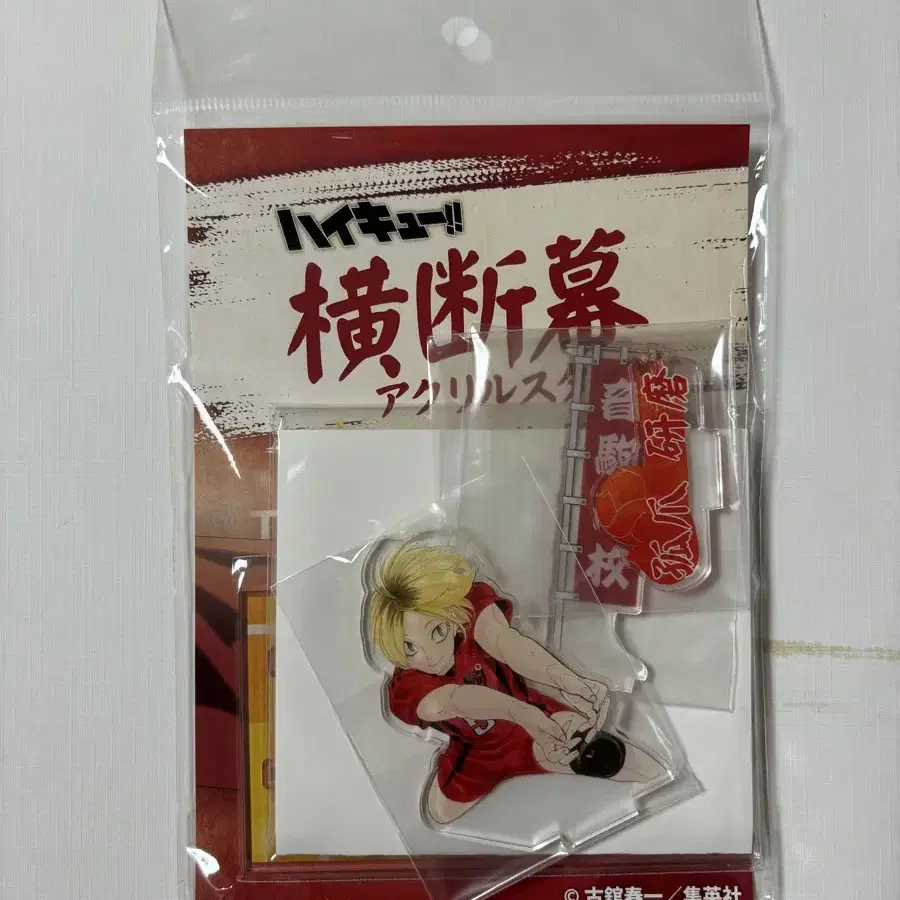 ハイキュー!!
横断幕
アクリルスタ
音駒
校
孤爪 研磨
© 古舘春一／集英社